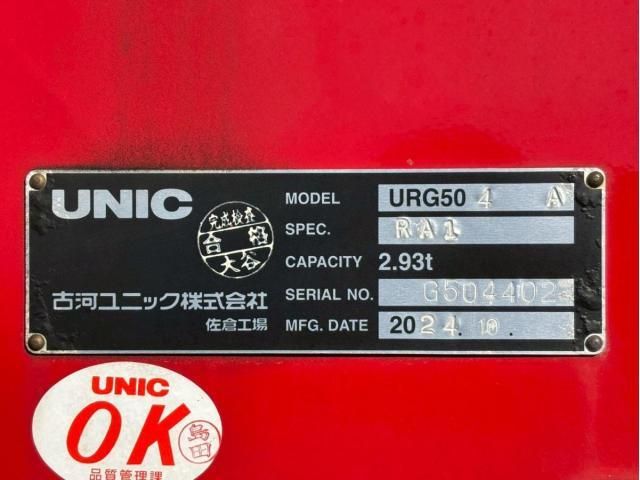 UNIC
MODEL URG50 4 A
SPEC. RA1
完成検査
合格
大谷
CAPACITY 2.93t
SERIAL NO. G504402
古河ユニック株式会社
佐倉工場
MFG. DATE 2024.10.
UNIC
OK
島田
品質管理課